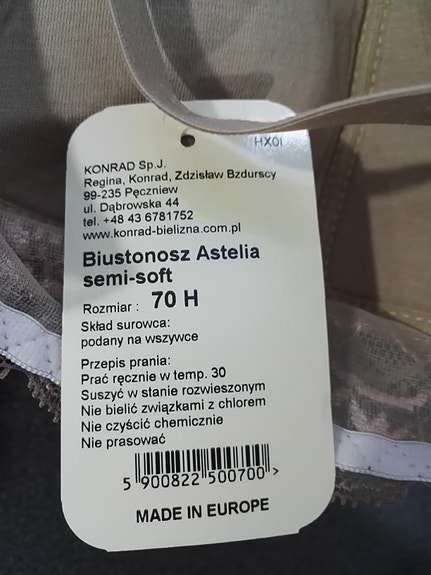 HX01
KONRAD Sp.J.
Regina, Konrad, Zdzisław Bzdurscy
99-235 Pęczniew
ul. Dąbrowska 44
tel. +48 43 6781752
www.konrad-bielizna.com.pl
Biustonosz Astelia
semi-soft
Rozmiar : 70 H
Skład surowca:
podany na wszywce
Przepis prania:
Prać ręcznie w temp. 30
Suszyć w stanie rozwieszonym
Nie bielić związkami z chlorem
Nie czyścić chemicznie
Nie prasować
5 900822 500700 >
MADE IN EUROPE